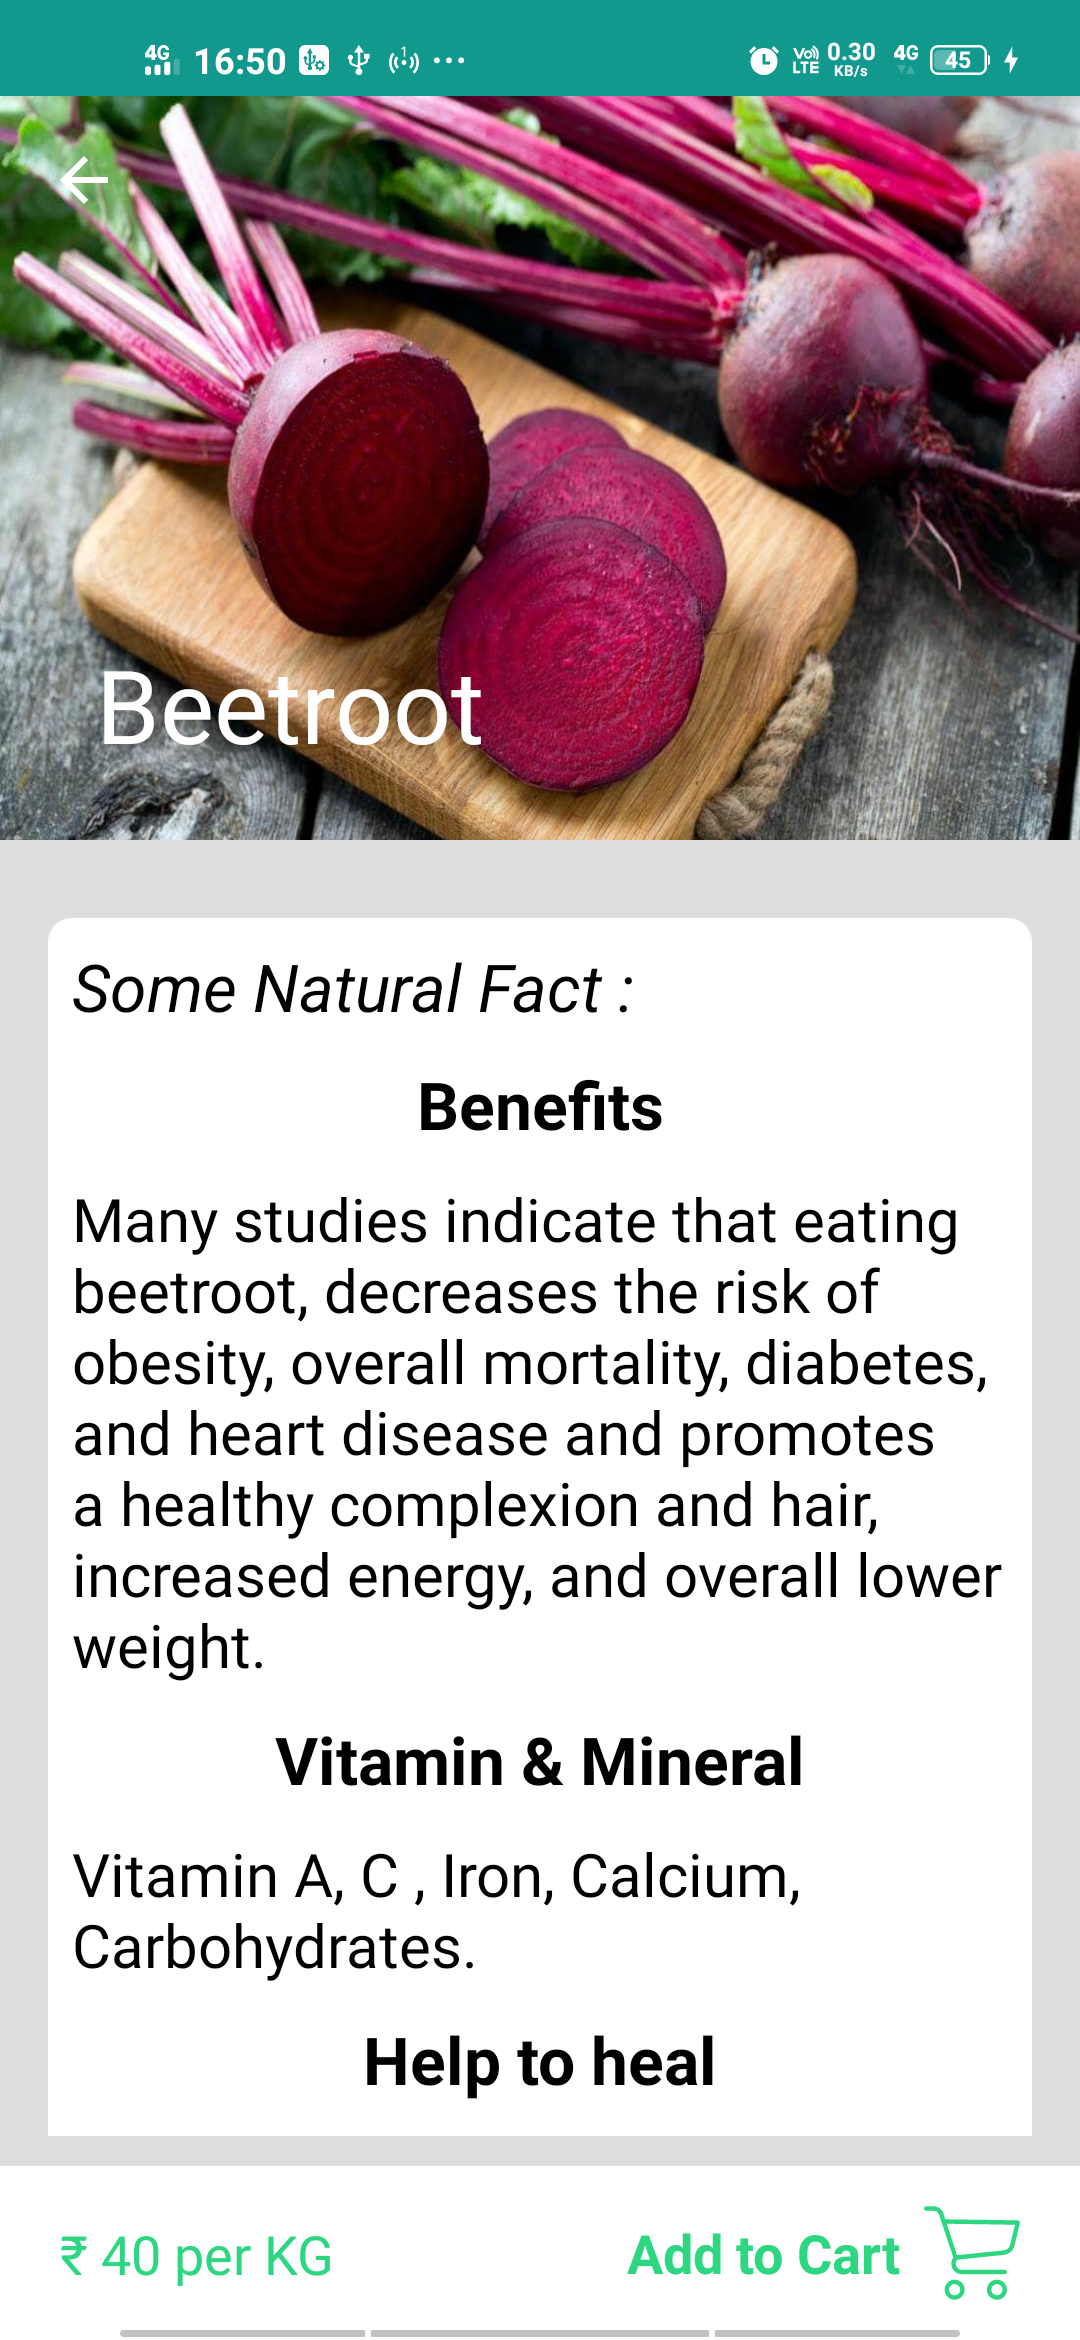 4G 16:50 1 ... Vo) LTE 0.30 KB/s 4G 45
Beetroot
Some Natural Fact :
Benefits
Many studies indicate that eating
beetroot, decreases the risk of
obesity, overall mortality, diabetes,
and heart disease and promotes
a healthy complexion and hair,
increased energy, and overall lower
weight.
Vitamin & Mineral
Vitamin A, C , Iron, Calcium,
Carbohydrates.
Help to heal
₹ 40 per KG Add to Cart